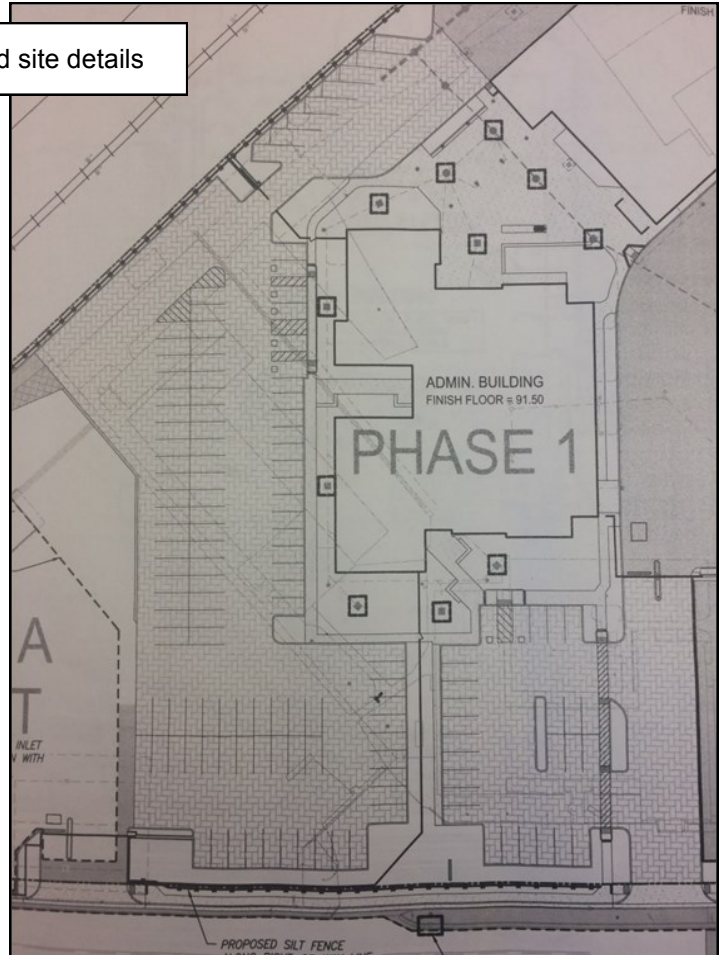 d site details
FINISH
ADMIN. BUILDING
FINISH FLOOR = 91.50
PHASE 1
A
T
INLET
N WITH
PROPOSED SILT FENCE